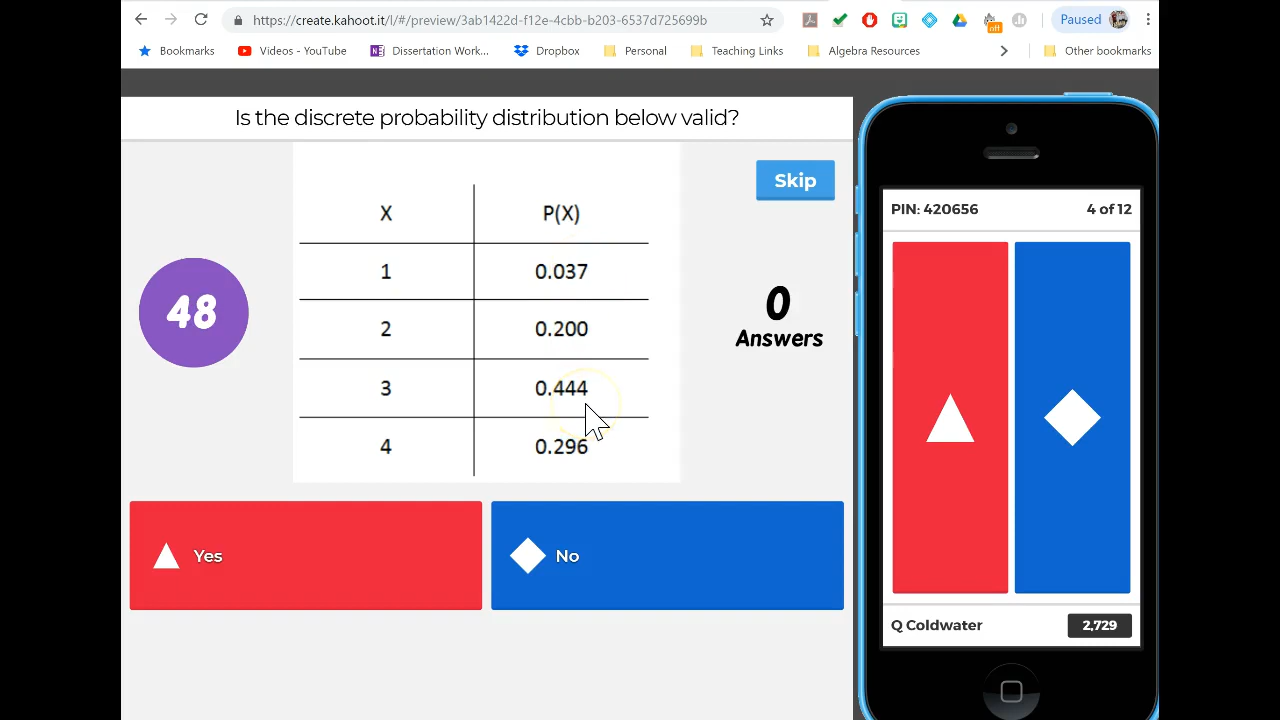 https://create.kahoot.it/l/#/preview/3ab1422d-f12e-4cbb-b203-6537d725699b
Paused
Bookmarks
Videos - YouTube
Dissertation Work...
Dropbox
Personal
Teaching Links
Algebra Resources
Other bookmarks
Is the discrete probability distribution below valid?
Skip
48
X P(X)
1 0.037
2 0.200
3 0.444
4 0.296
0
Answers
Yes
No
PIN: 420656 4 of 12
Q Coldwater 2,729